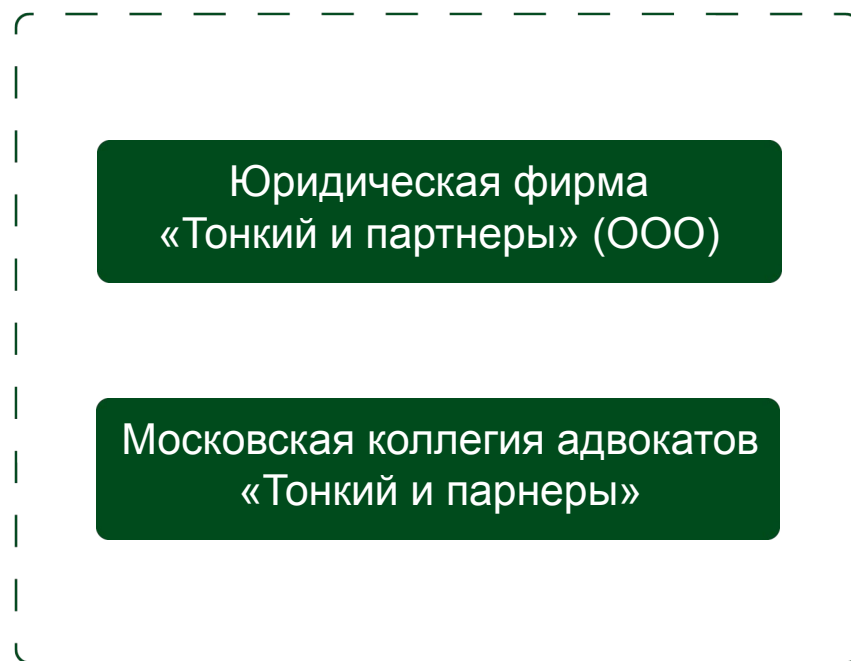 Юридическая фирма
«Тонкий и партнеры» (ООО)
Московская коллегия адвокатов
«Тонкий и парнеры»